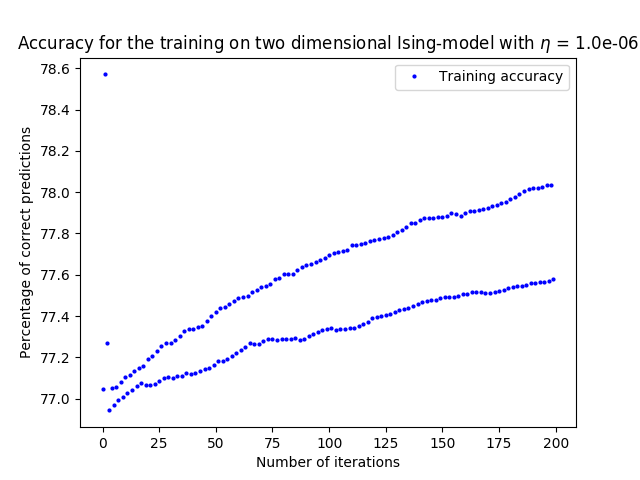 Accuracy for the training on two dimensional Ising-model with η = 1.0e-06
Training accuracy
Percentage of correct predictions
78.6
78.4
78.2
78.0
77.8
77.6
77.4
77.2
77.0
0 25 50 75 100 125 150 175 200
Number of iterations